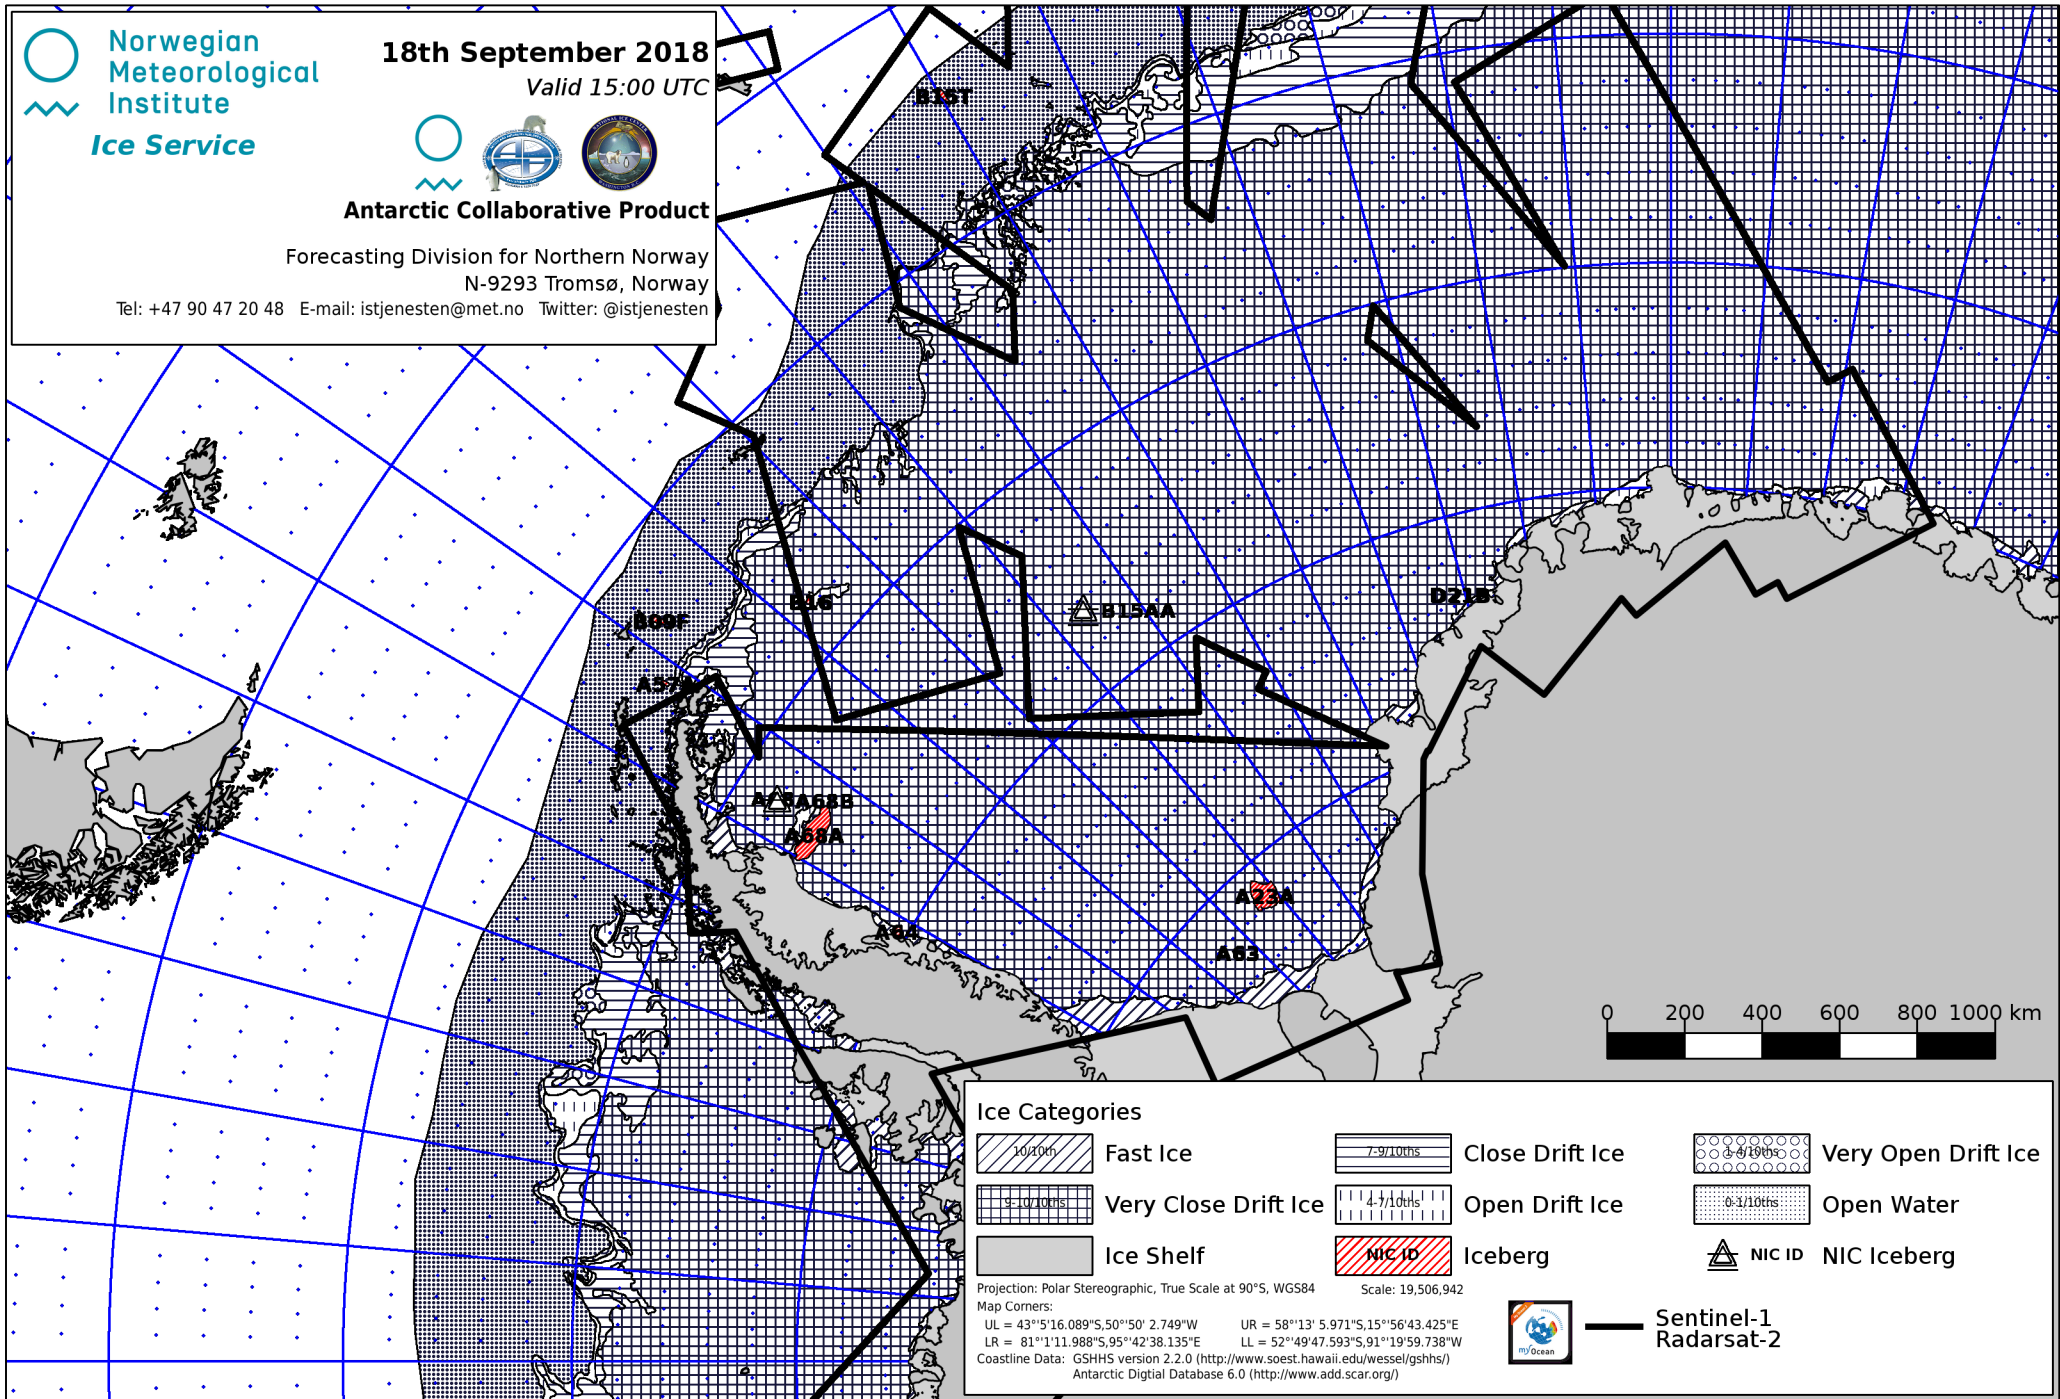 Norwegian
Meteorological
Institute
Ice Service
18th September 2018
Valid 15:00 UTC
Antarctic Collaborative Product
Forecasting Division for Northern Norway
N-9293 Tromsø, Norway
Tel: +47 90 47 20 48 E-mail: istjenesten@met.no Twitter: @istjenesten
B15T
B16
B09F
B15AA
D21B
A68B
A68A
A23A
A64
A63
0 200 400 600 800 1000 km
Ice Categories
10/10th Fast Ice
7-9/10ths Close Drift Ice
1-4/10ths Very Open Drift Ice
9-10/10ths Very Close Drift Ice
4-7/10ths Open Drift Ice
0-1/10ths Open Water
Ice Shelf
NIC ID Iceberg
NIC ID NIC Iceberg
Projection: Polar Stereographic, True Scale at 90°S, WGS84 Scale: 19,506,942
Map Corners:
UL = 43°'5'16.089"S,50°'50' 2.749"W UR = 58°'13' 5.971"S,15°'56'43.425"E
LR = 81°'1'11.988"S,95°'42'38.135"E LL = 52°'49'47.593"S,91°'19'59.738"W
Coastline Data: GSHHS version 2.2.0 (http://www.soest.hawaii.edu/wessel/gshhs/)
Antarctic Digtial Database 6.0 (http://www.add.scar.org/)
myOcean
Sentinel-1
Radarsat-2